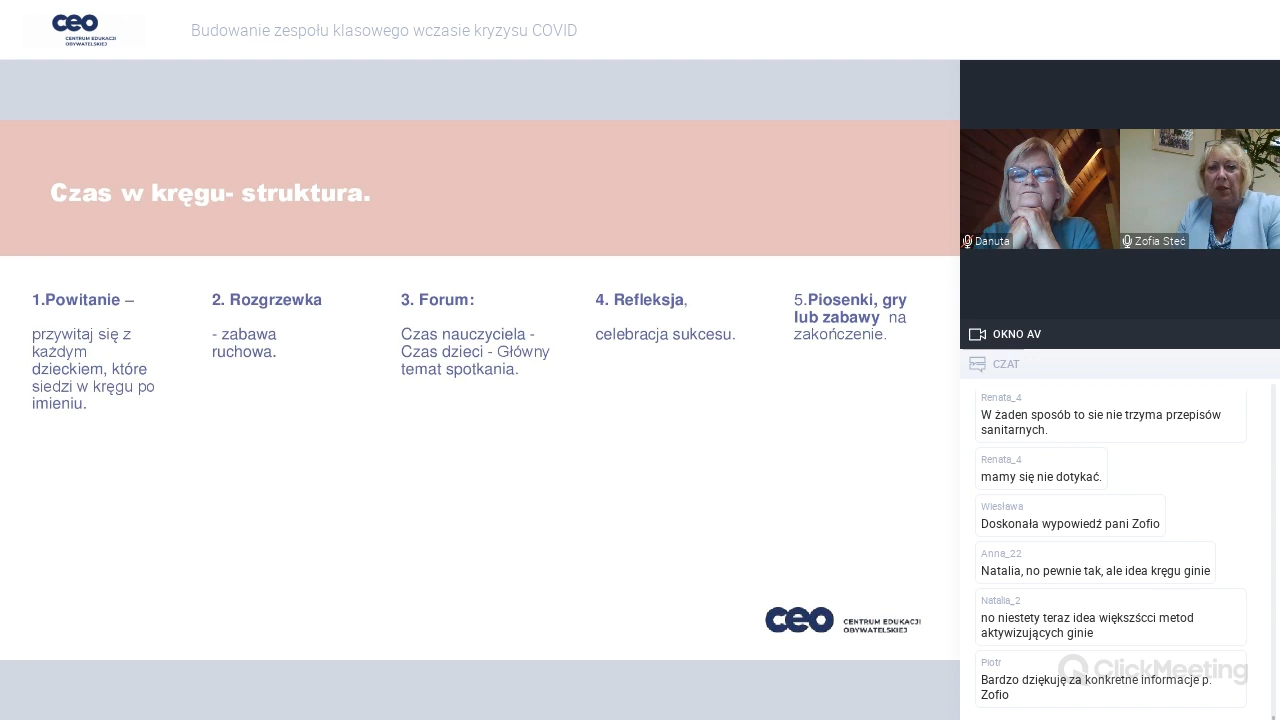 ceo
CENTRUM EDUKACJI
OBYWATELSKIEJ
Budowanie zespołu klasowego wczasie kryzysu COVID
Czas w kręgu- struktura.
1.Powitanie –
przywitaj się z
każdym
dzieckiem, które
siedzi w kręgu po
imieniu.
2. Rozgrzewka
- zabawa
ruchowa.
3. Forum:
Czas nauczyciela -
Czas dzieci - Główny
temat spotkania.
4. Refleksja,
celebracja sukcesu.
5.Piosenki, gry
lub zabawy na
zakończenie.
ceo
CENTRUM EDUKACJI
OBYWATELSKIEJ
Danuta
Zofia Steć
OKNO AV
CZAT
Renata_4
W żaden sposób to sie nie trzyma przepisów
sanitarnych.
Renata_4
mamy się nie dotykać.
Wiesława
Doskonała wypowiedź pani Zofio
Anna_22
Natalia, no pewnie tak, ale idea kręgu ginie
Natalia_2
no niestety teraz idea większścci metod
aktywizujących ginie
Piotr
Bardzo dziękuję za konkretne informacje p.
Zofio
ClickMeeting